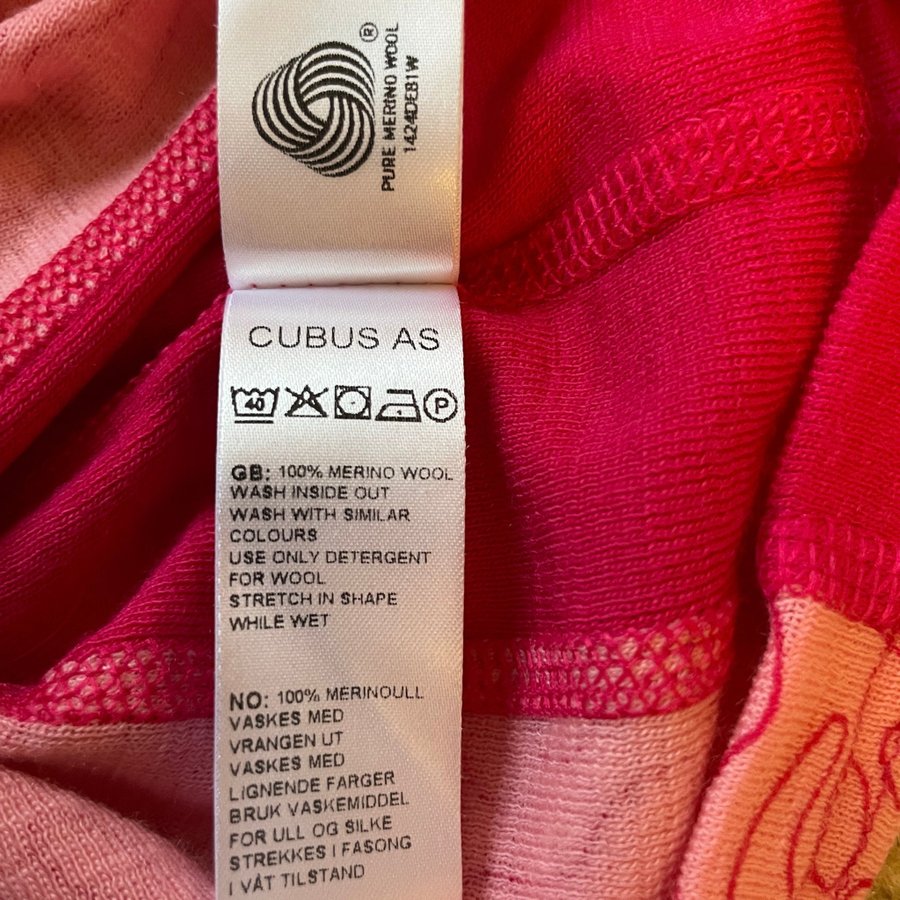 ®
PURE MERINO WOOL
1424DE81W
CUBUS AS
40 P
GB: 100% MERINO WOOL
WASH INSIDE OUT
WASH WITH SIMILAR
COLOURS
USE ONLY DETERGENT
FOR WOOL
STRETCH IN SHAPE
WHILE WET
NO: 100% MERINOULL
VASKES MED
VRANGEN UT
VASKES MED
LIGNENDE FARGER
BRUK VASKEMIDDEL
FOR ULL OG SILKE
STREKKES I FASONG
I VÅT TILSTAND